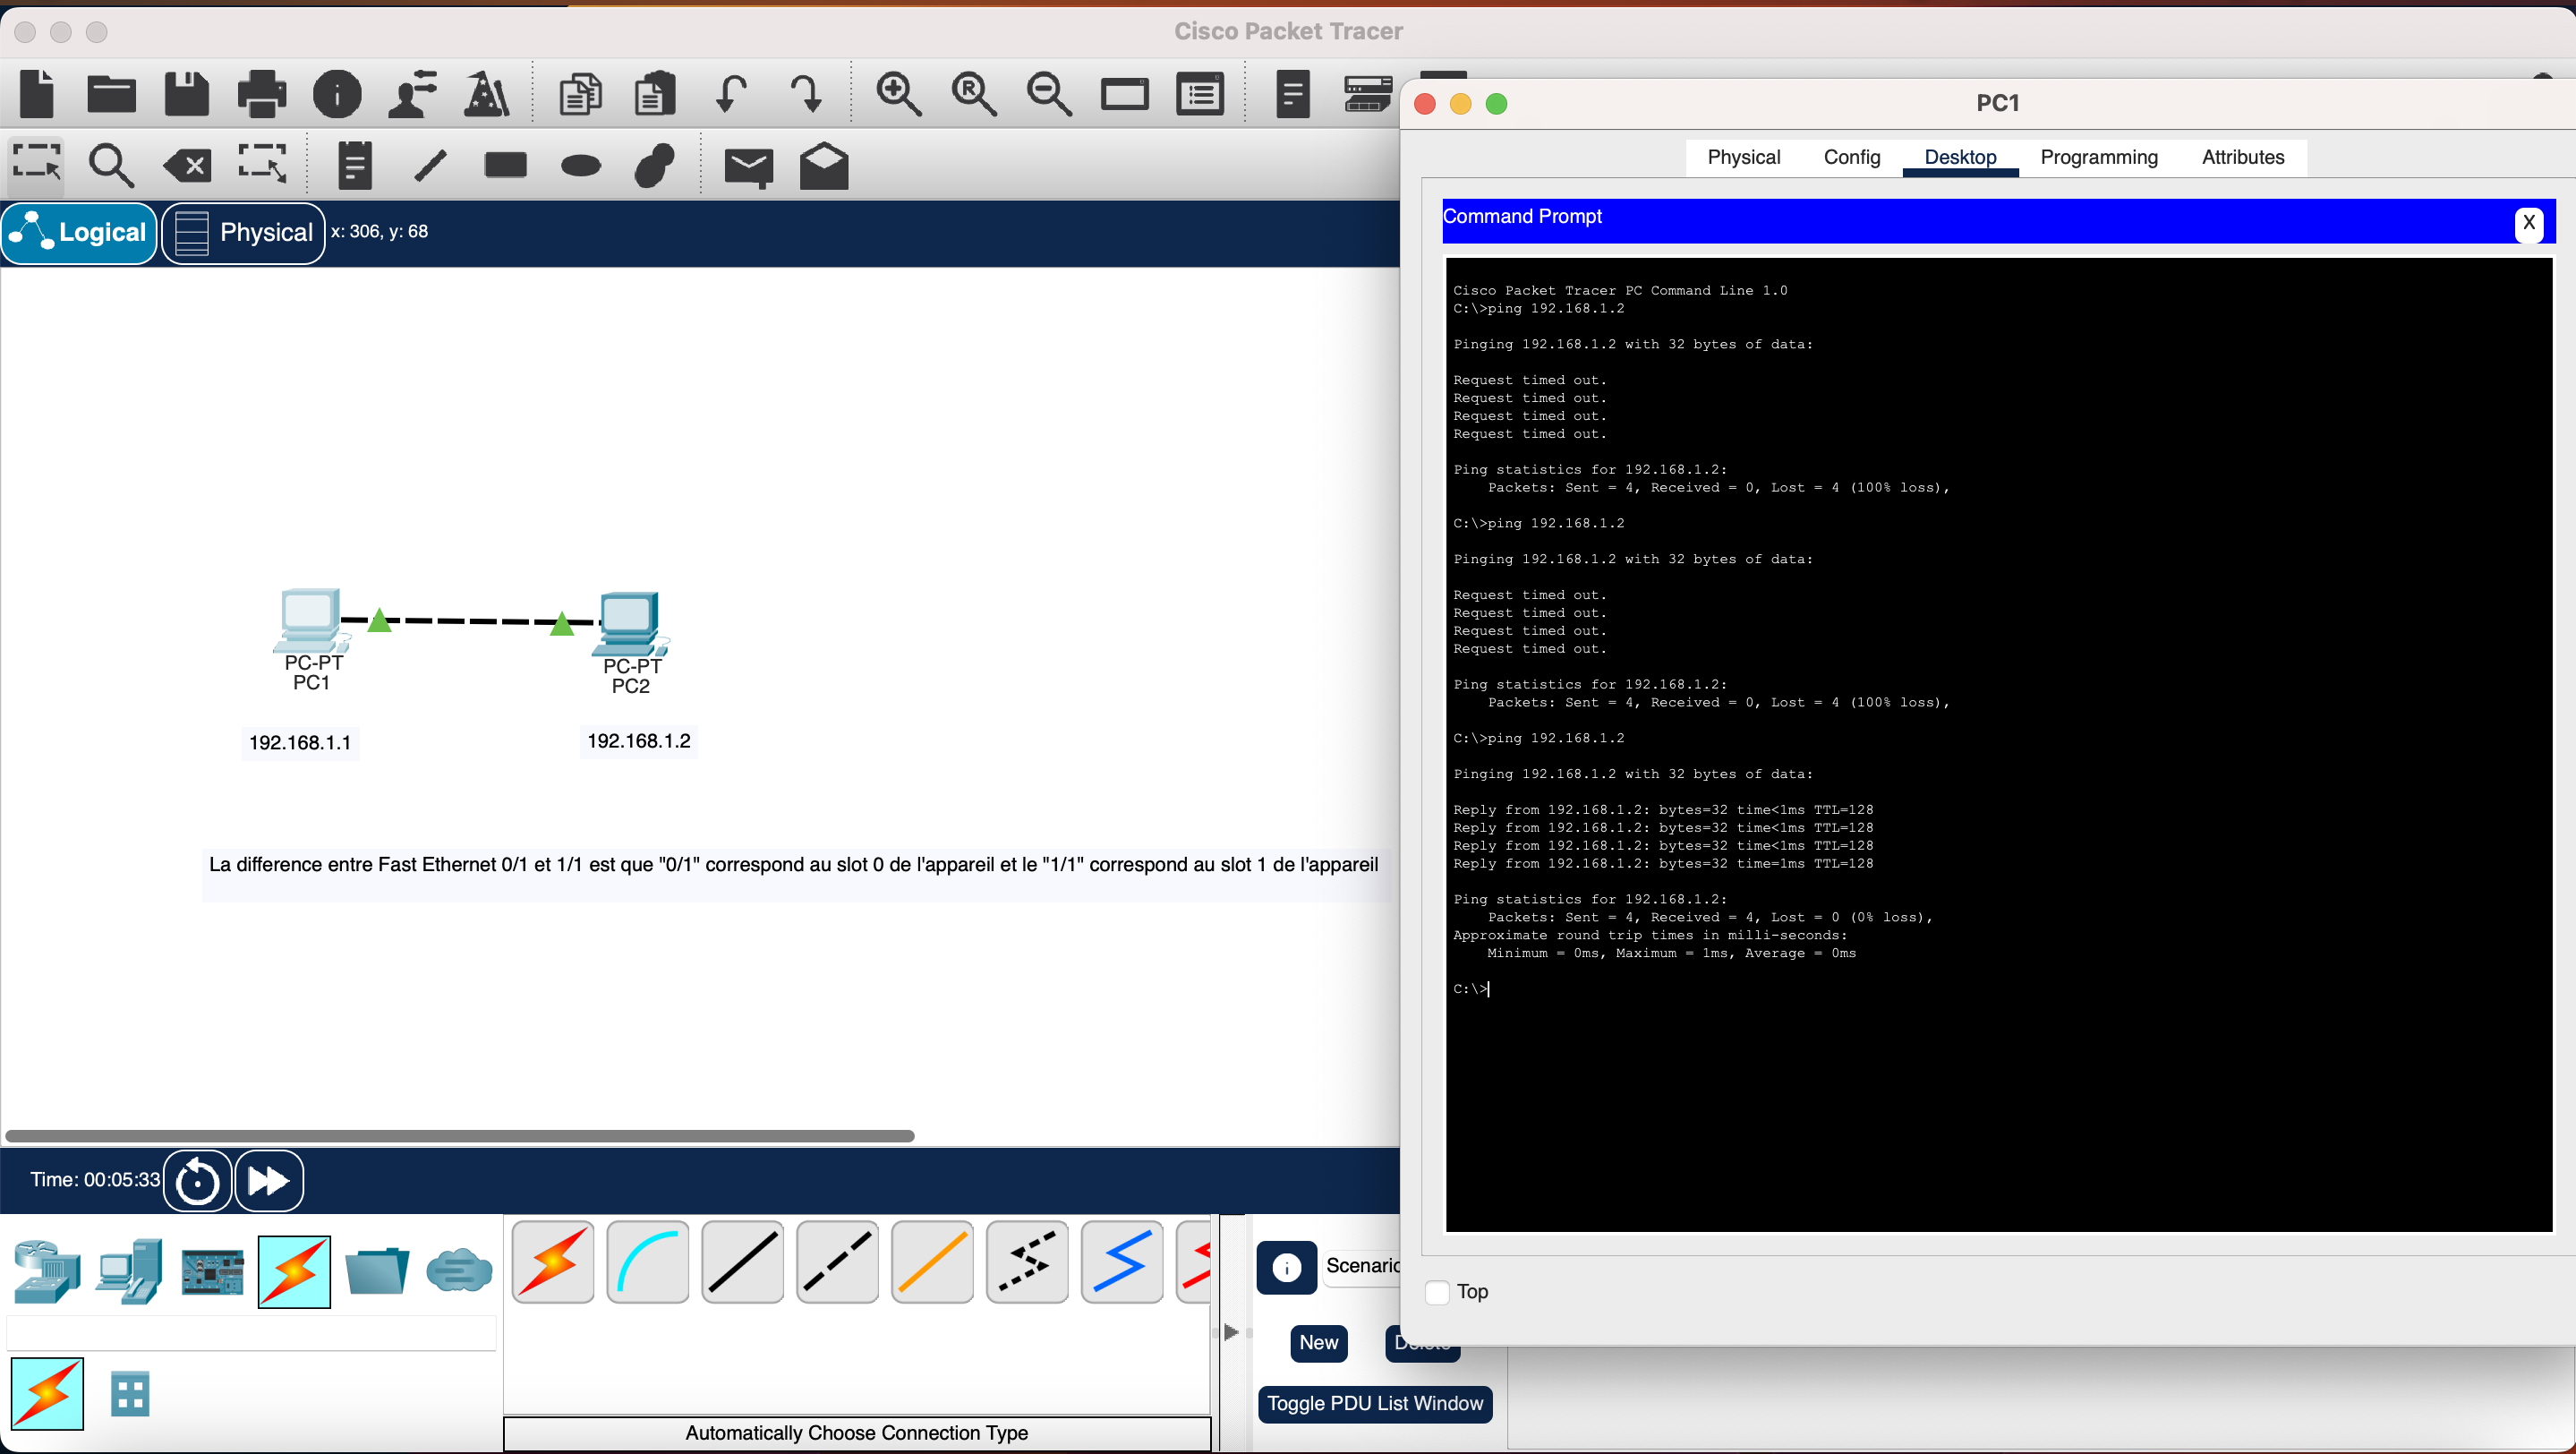 Cisco Packet Tracer
Logical
Physical
x: 306, y: 68
PC-PT
PC1
PC-PT
PC2
192.168.1.1
192.168.1.2
La difference entre Fast Ethernet 0/1 et 1/1 est que "0/1" correspond au slot 0 de l'appareil et le "1/1" correspond au slot 1 de l'appareil
Time: 00:05:33
Automatically Choose Connection Type
New
Toggle PDU List Window
PC1
Physical
Config
Desktop
Programming
Attributes
Command Prompt
X
Cisco Packet Tracer PC Command Line 1.0
C:\>ping 192.168.1.2
Pinging 192.168.1.2 with 32 bytes of data:
Request timed out.
Request timed out.
Request timed out.
Request timed out.
Ping statistics for 192.168.1.2:
Packets: Sent = 4, Received = 0, Lost = 4 (100% loss),
C:\>ping 192.168.1.2
Pinging 192.168.1.2 with 32 bytes of data:
Request timed out.
Request timed out.
Request timed out.
Request timed out.
Ping statistics for 192.168.1.2:
Packets: Sent = 4, Received = 0, Lost = 4 (100% loss),
C:\>ping 192.168.1.2
Pinging 192.168.1.2 with 32 bytes of data:
Reply from 192.168.1.2: bytes=32 time<1ms TTL=128
Reply from 192.168.1.2: bytes=32 time<1ms TTL=128
Reply from 192.168.1.2: bytes=32 time<1ms TTL=128
Reply from 192.168.1.2: bytes=32 time=1ms TTL=128
Ping statistics for 192.168.1.2:
Packets: Sent = 4, Received = 4, Lost = 0 (0% loss),
Approximate round trip times in milli-seconds:
Minimum = 0ms, Maximum = 1ms, Average = 0ms
C:\>
Top